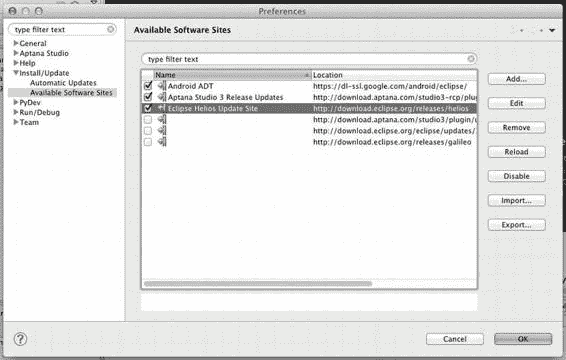 Preferences
type filter text
General
Aptana Studio
Help
Install/Update
Automatic Updates
Available Software Sites
PyDev
Run/Debug
Team
Available Software Sites
type filter text
Name Location
Android ADT https://dl-ssl.google.com/android/eclipse/
Aptana Studio 3 Release Updates http://download.aptana.com/studio3-rcp/plu
Eclipse Helios Update Site http://download.eclipse.org/releases/helios
http://download.aptana.com/studio3/plugin/
http://download.eclipse.org/eclipse/updates/
http://download.eclipse.org/releases/galileo
Add...
Edit
Remove
Reload
Disable
Import...
Export...
?
Cancel
OK